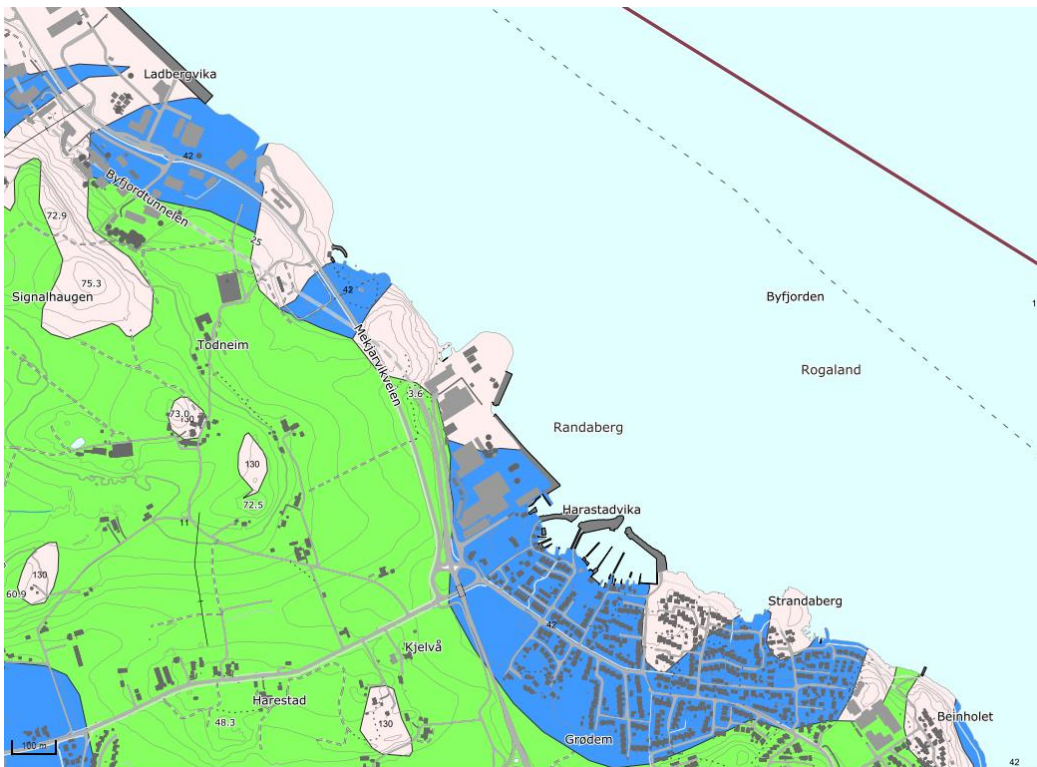 Ladbergvika
42
Byfjordtunnelen
72.9
25
75.3
42
Byfjorden
Signalhaugen
1
Todneim
Mekjarvikveien
Rogaland
3.6
73.0
130
Randaberg
130
72.5
Harastadvika
11
130
60.9
Strandaberg
42
Kjelvå
Harestad
48.3
130
Beinholet
Grødem
100 m
42